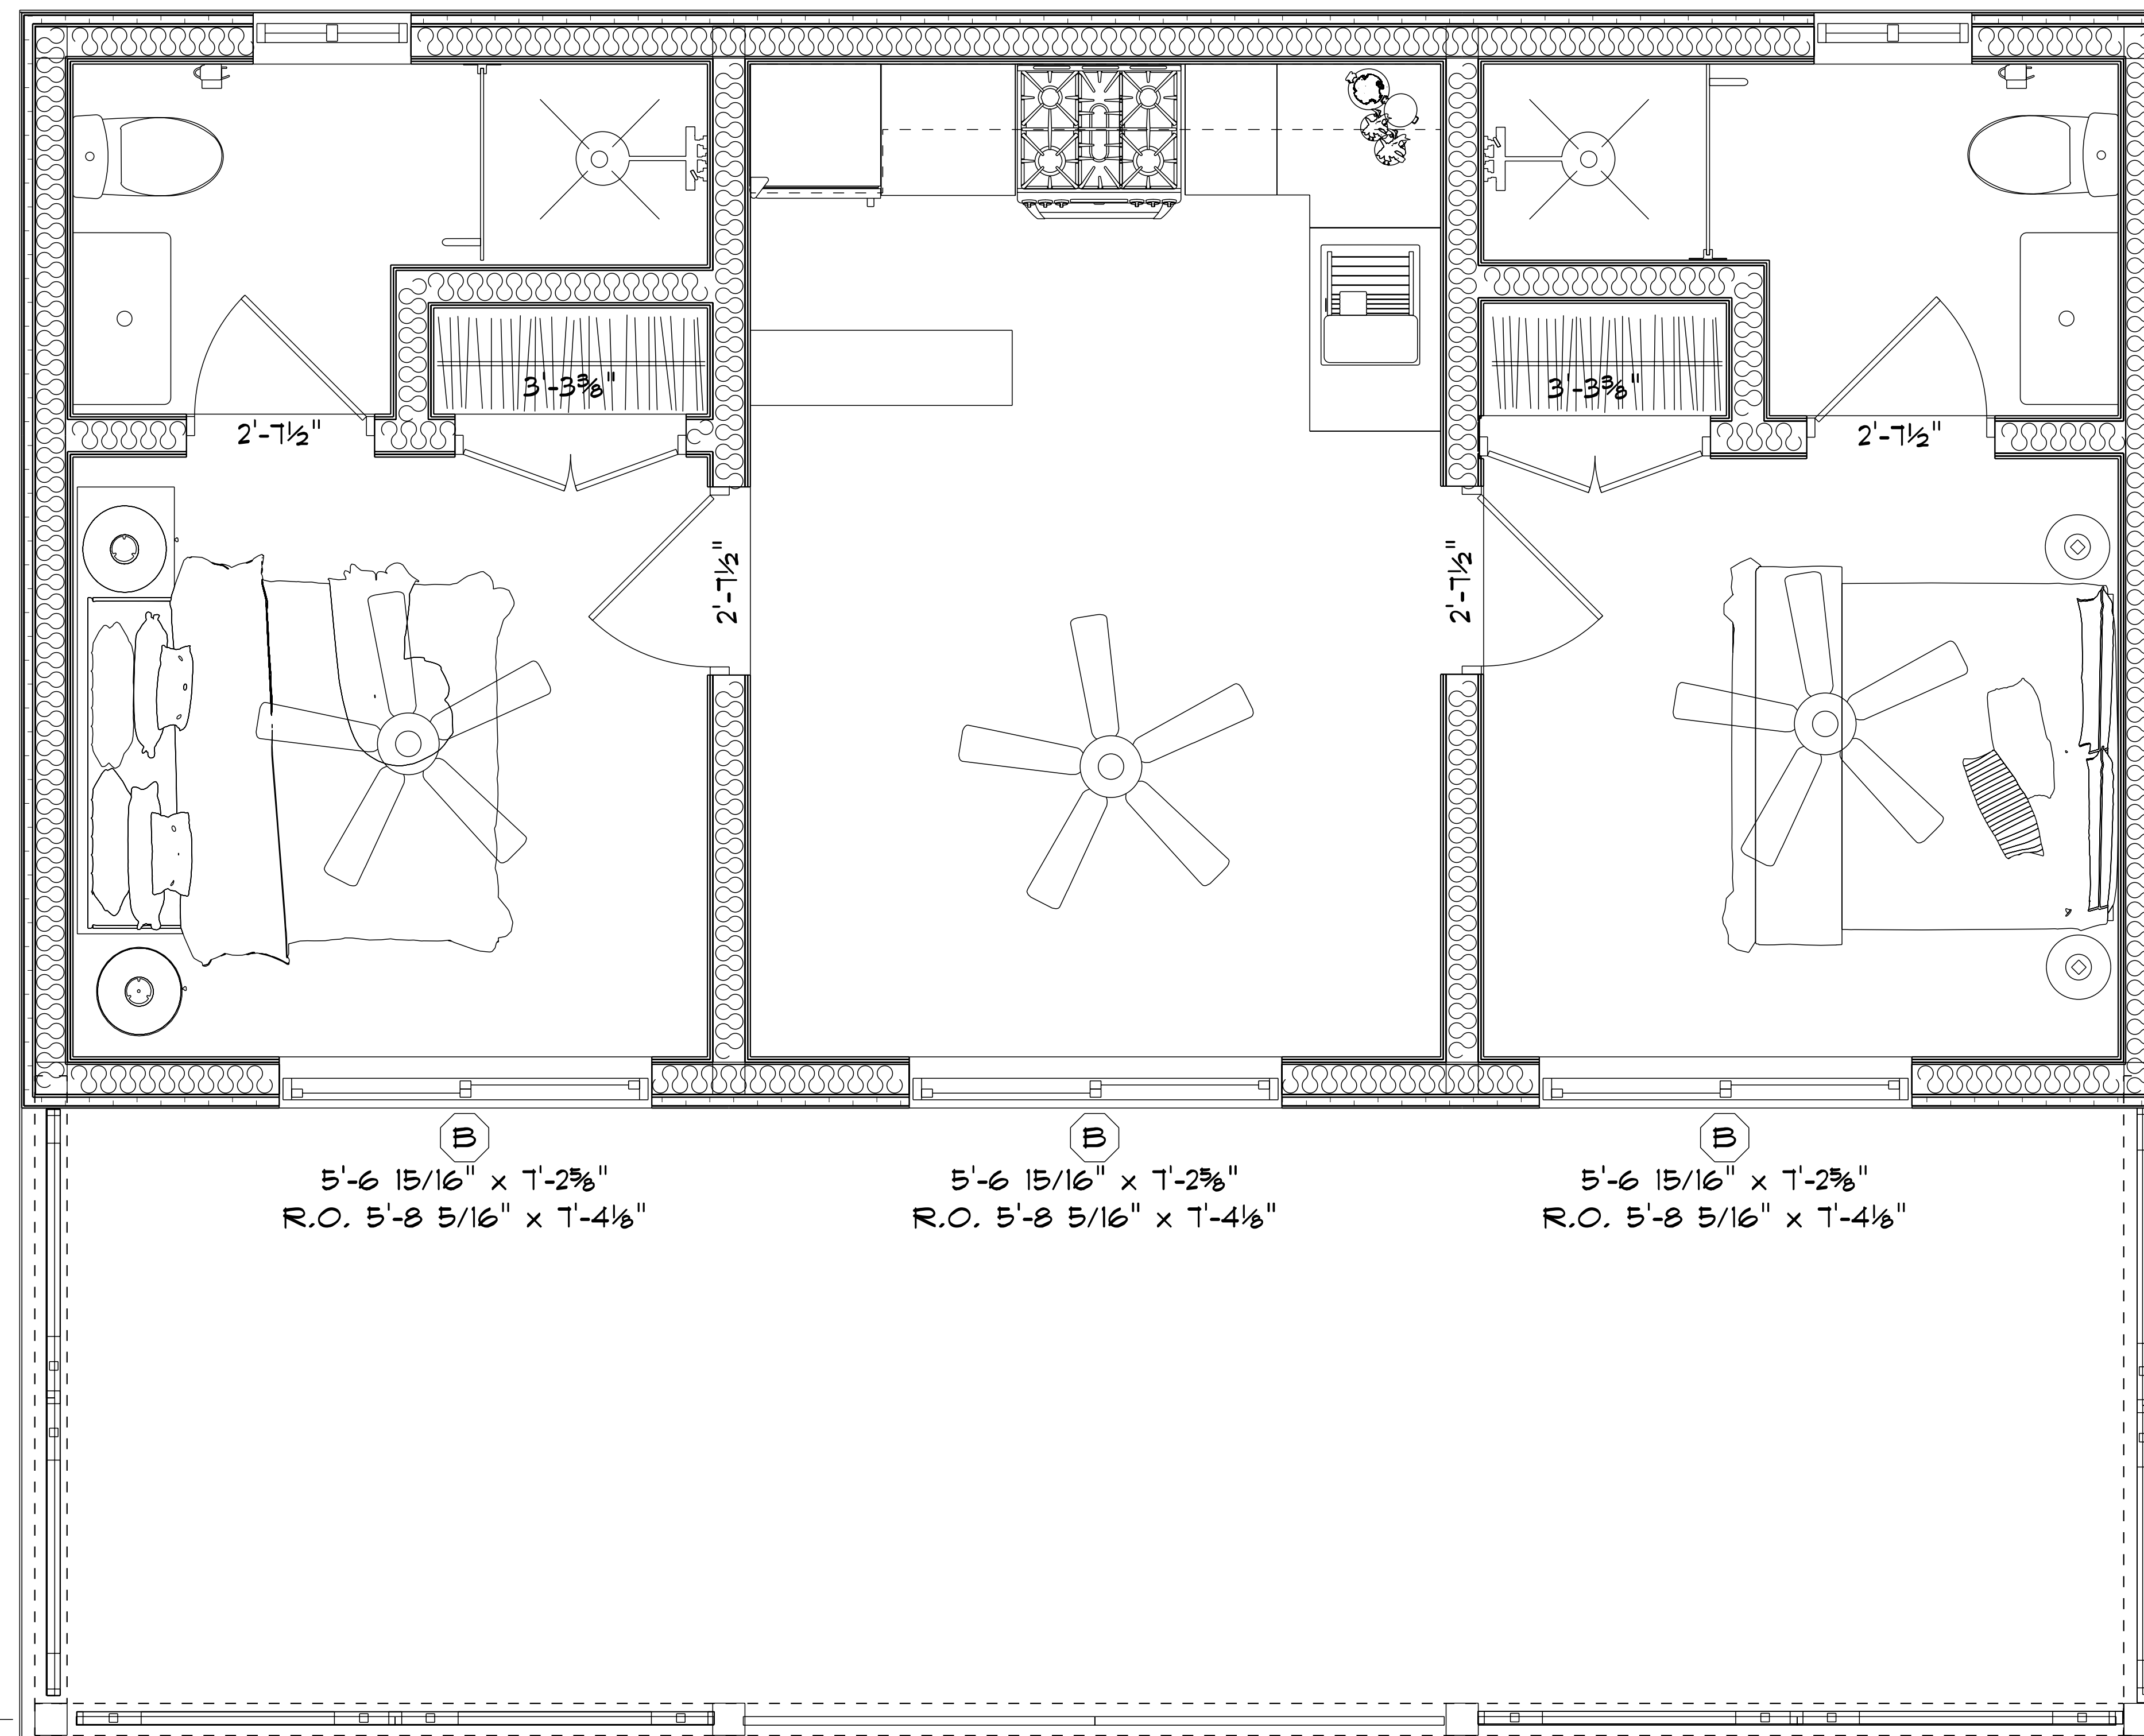 3'-3⅜"
3'-3⅜"
2'-7½"
2'-7½"
2'-7½"
2'-7½"
B
5'-6 15/16" x 7'-2⅝"
R.O. 5'-8 5/16" x 7'-4⅛"
B
5'-6 15/16" x 7'-2⅝"
R.O. 5'-8 5/16" x 7'-4⅛"
B
5'-6 15/16" x 7'-2⅝"
R.O. 5'-8 5/16" x 7'-4⅛"